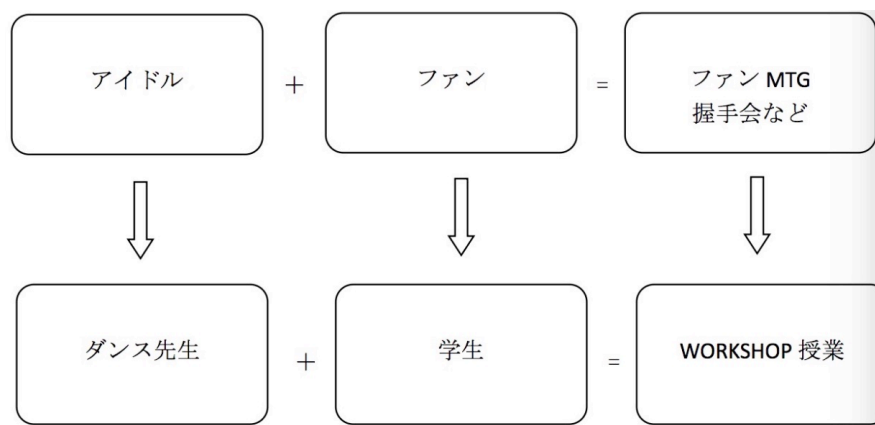 アイドル + ファン = ファン MTG
握手会など
ダンス先生 + 学生 = WORKSHOP 授業